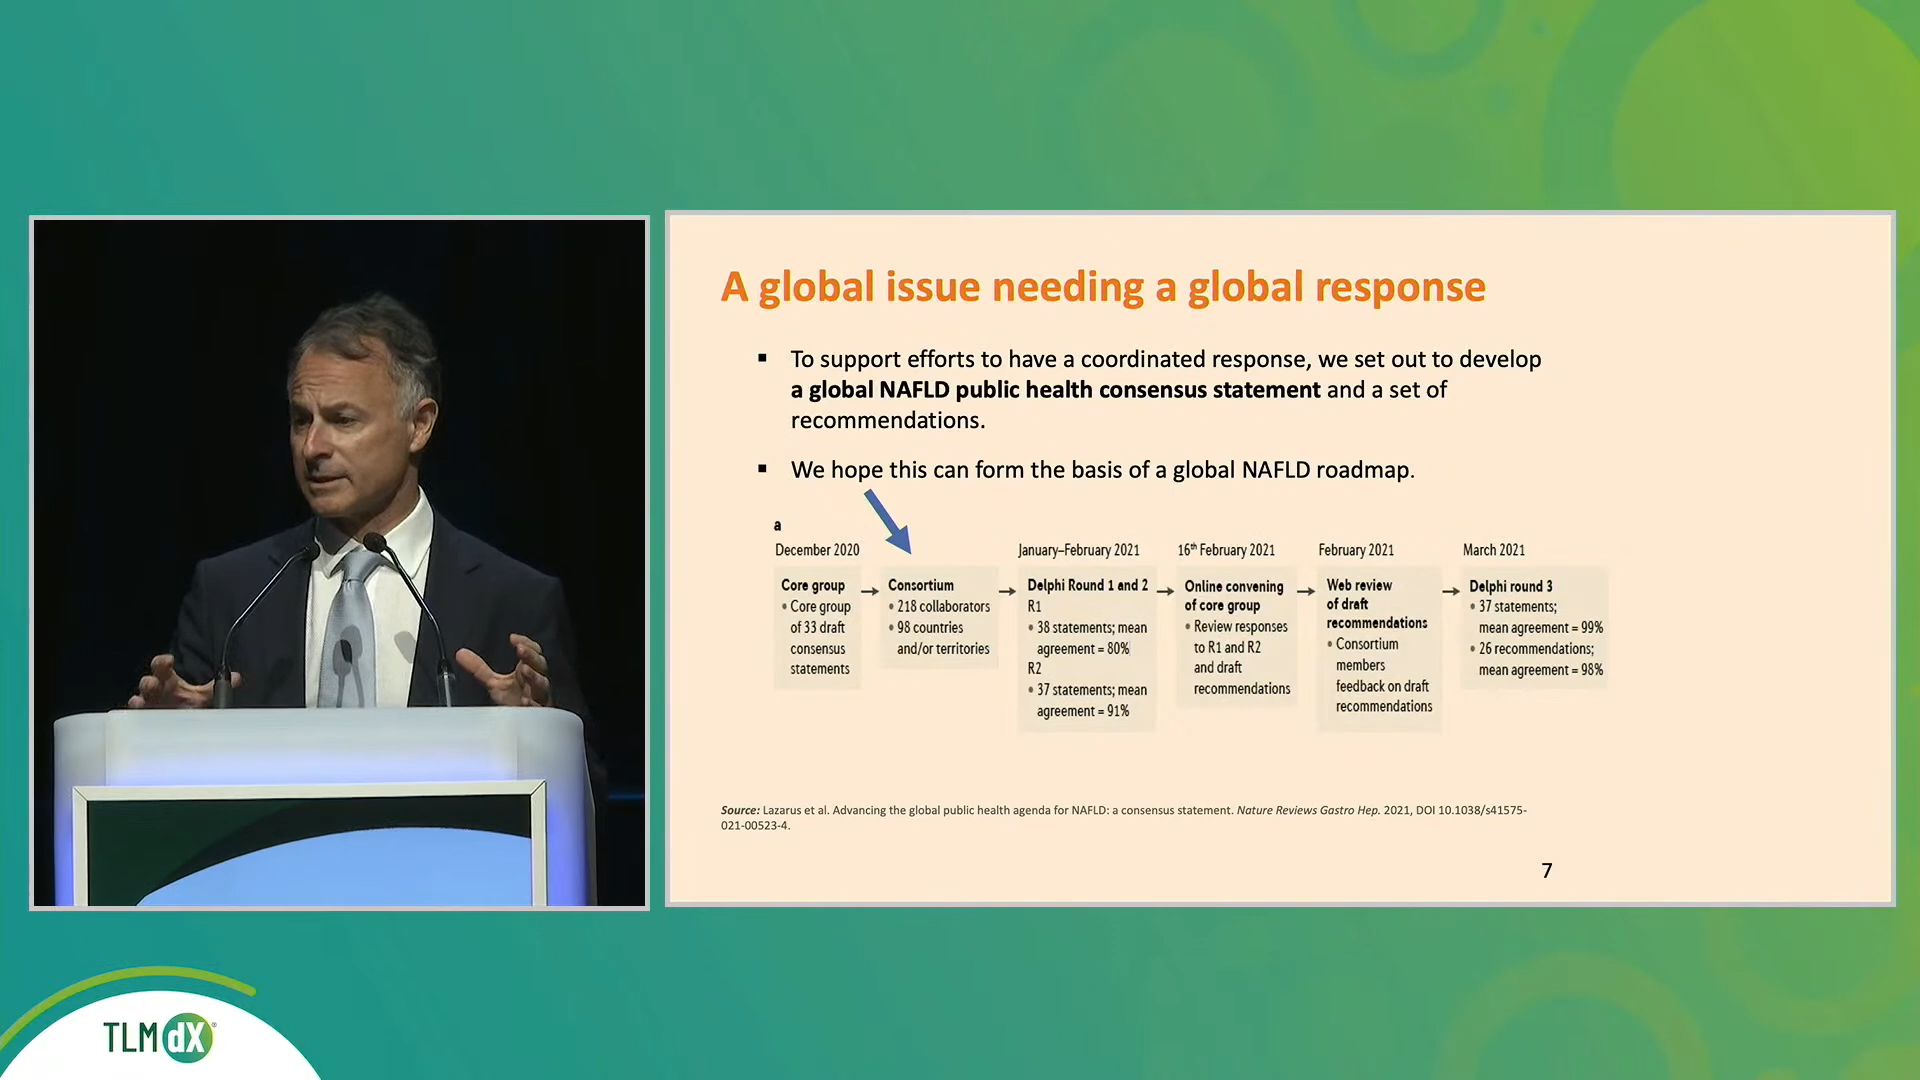 A global issue needing a global response
▪ To support efforts to have a coordinated response, we set out to develop
a global NAFLD public health consensus statement and a set of
recommendations.
▪ We hope this can form the basis of a global NAFLD roadmap.
a
December 2020
Core group
• Core group
of 33 draft
consensus
statements
Consortium
• 218 collaborators
• 98 countries
and/or territories
January–February 2021
Delphi Round 1 and 2
R1
• 38 statements; mean
agreement = 80%
R2
• 37 statements; mean
agreement = 91%
16th February 2021
Online convening
of core group
• Review responses
to R1 and R2
and draft
recommendations
February 2021
Web review
of draft
recommendations
• Consortium
members
feedback on draft
recommendations
March 2021
Delphi round 3
• 37 statements;
mean agreement = 99%
• 26 recommendations;
mean agreement = 98%
Source: Lazarus et al. Advancing the global public health agenda for NAFLD: a consensus statement. Nature Reviews Gastro Hep. 2021, DOI 10.1038/s41575-
021-00523-4.
7
TLMdX®